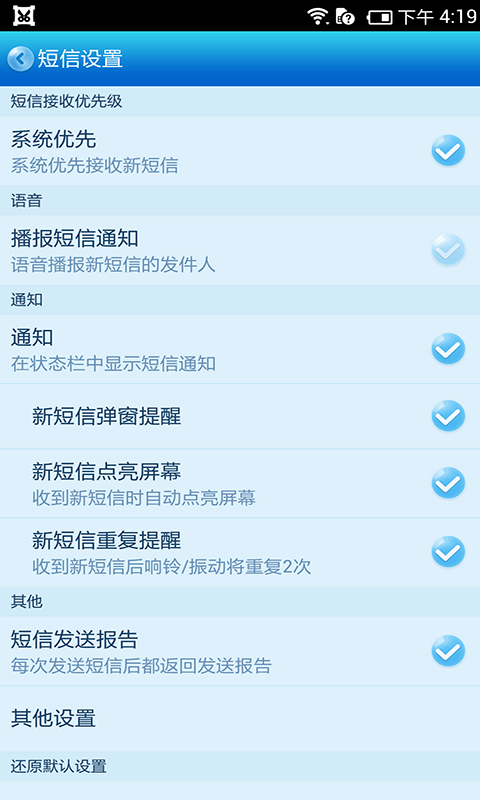 下午 4:19
短信设置
短信接收优先级
系统优先
系统优先接收新短信
语音
播报短信通知
语音播报新短信的发件人
通知
通知
在状态栏中显示短信通知
新短信弹窗提醒
新短信点亮屏幕
收到新短信时自动点亮屏幕
新短信重复提醒
收到新短信后响铃/振动将重复2次
其他
短信发送报告
每次发送短信后都返回发送报告
其他设置
还原默认设置